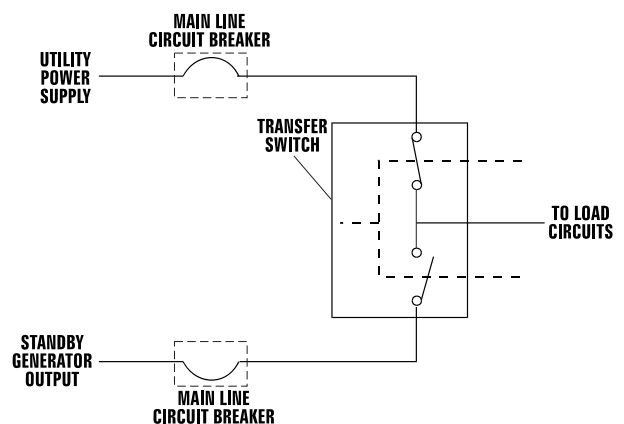 MAIN LINE
CIRCUIT BREAKER
UTILITY
POWER
SUPPLY
TRANSFER
SWITCH
TO LOAD
CIRCUITS
STANDBY
GENERATOR
OUTPUT
MAIN LINE
CIRCUIT BREAKER